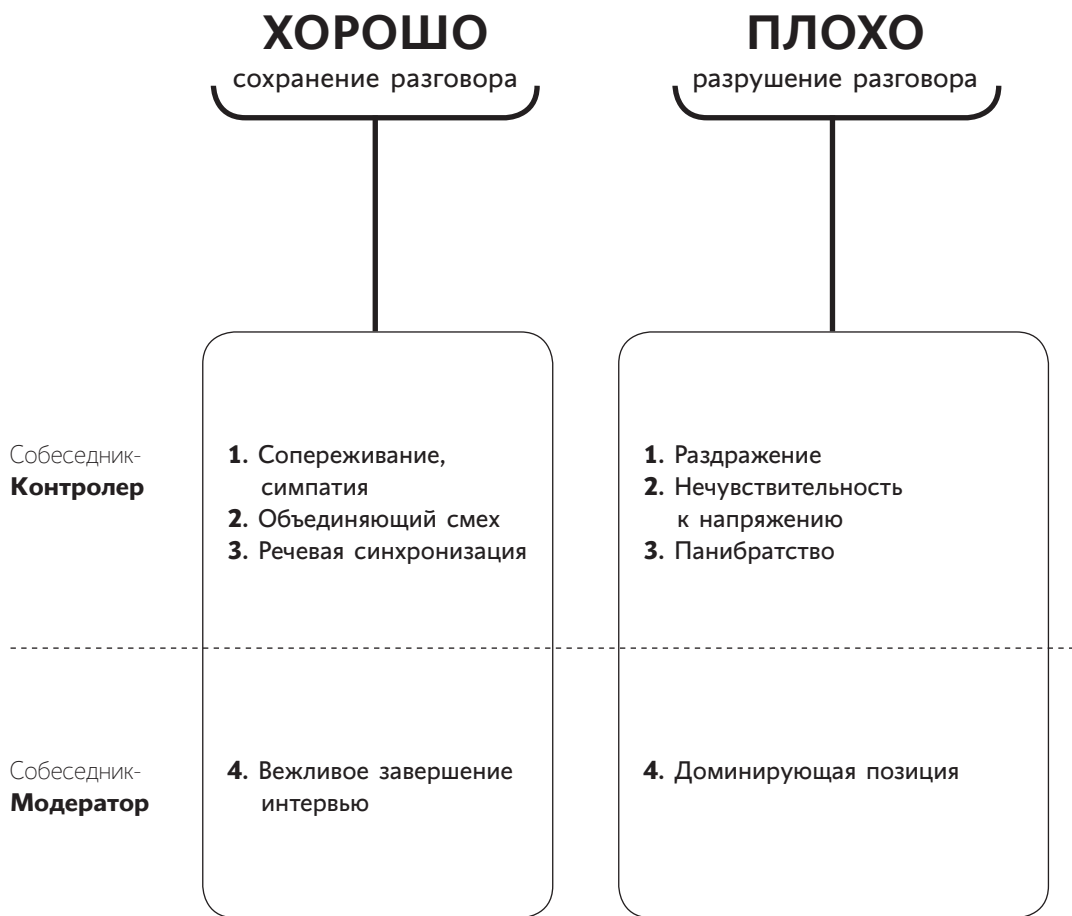 ХОРОШО
сохранение разговора
ПЛОХО
разрушение разговора
Собеседник-
Контролер
1. Сопереживание,
симпатия
2. Объединяющий смех
3. Речевая синхронизация
1. Раздражение
2. Нечувствительность
к напряжению
3. Панибратство
Собеседник-
Модератор
4. Вежливое завершение
интервью
4. Доминирующая позиция